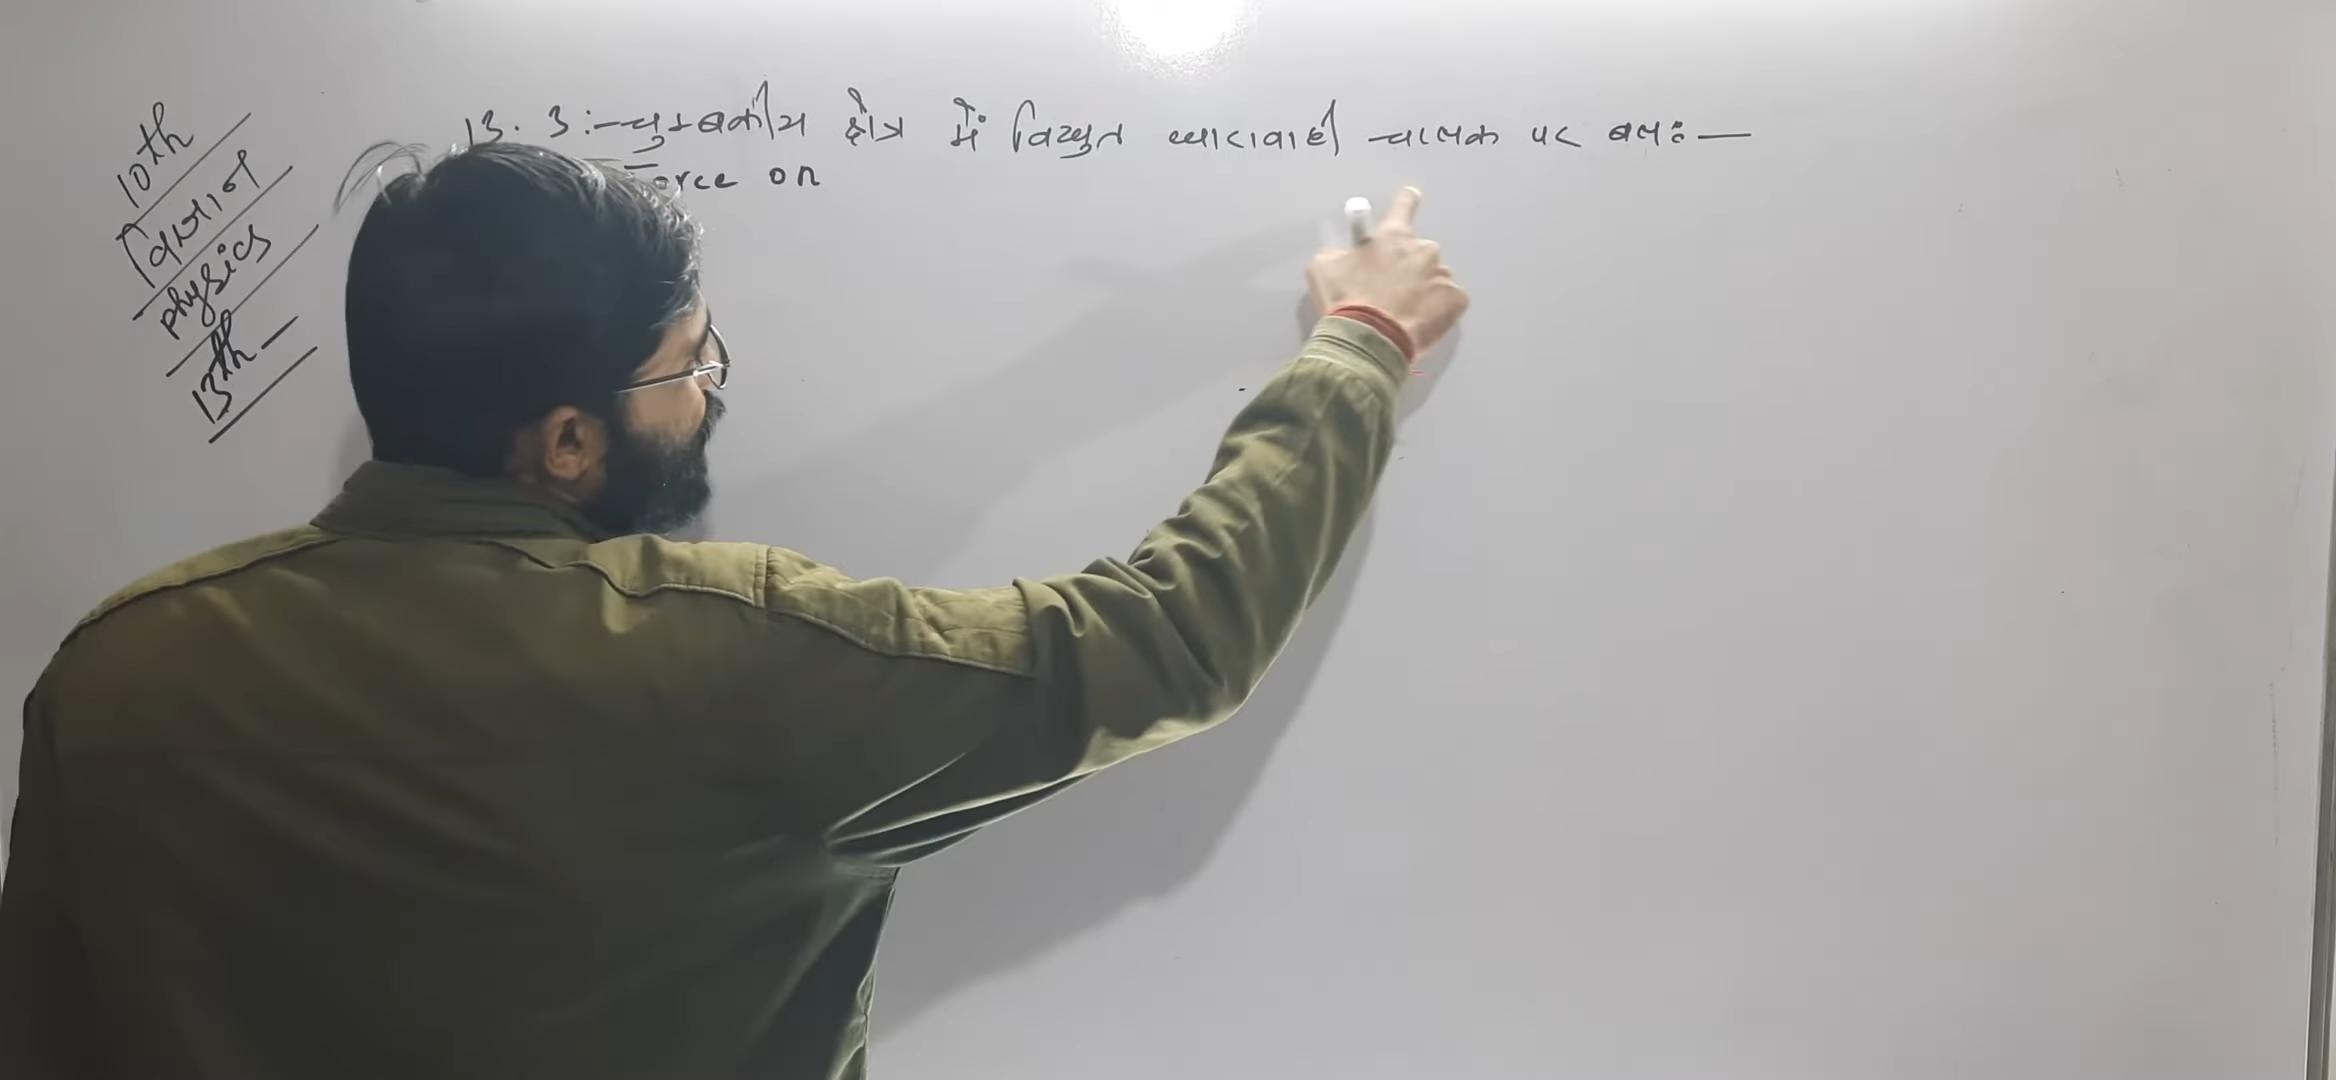 10th
विज्ञान
physics
13th —
13. 3:- चुम्बकीय क्षेत्र में विद्युत धारावाही चालक पर बल:—
Force on